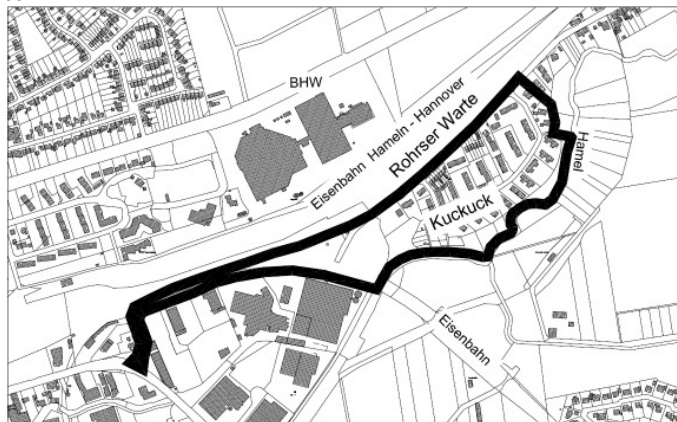 BHW
Eisenbahn Hameln - Hannover
Rohrser Warte
Hamel
Kuckuck
Eisenbahn